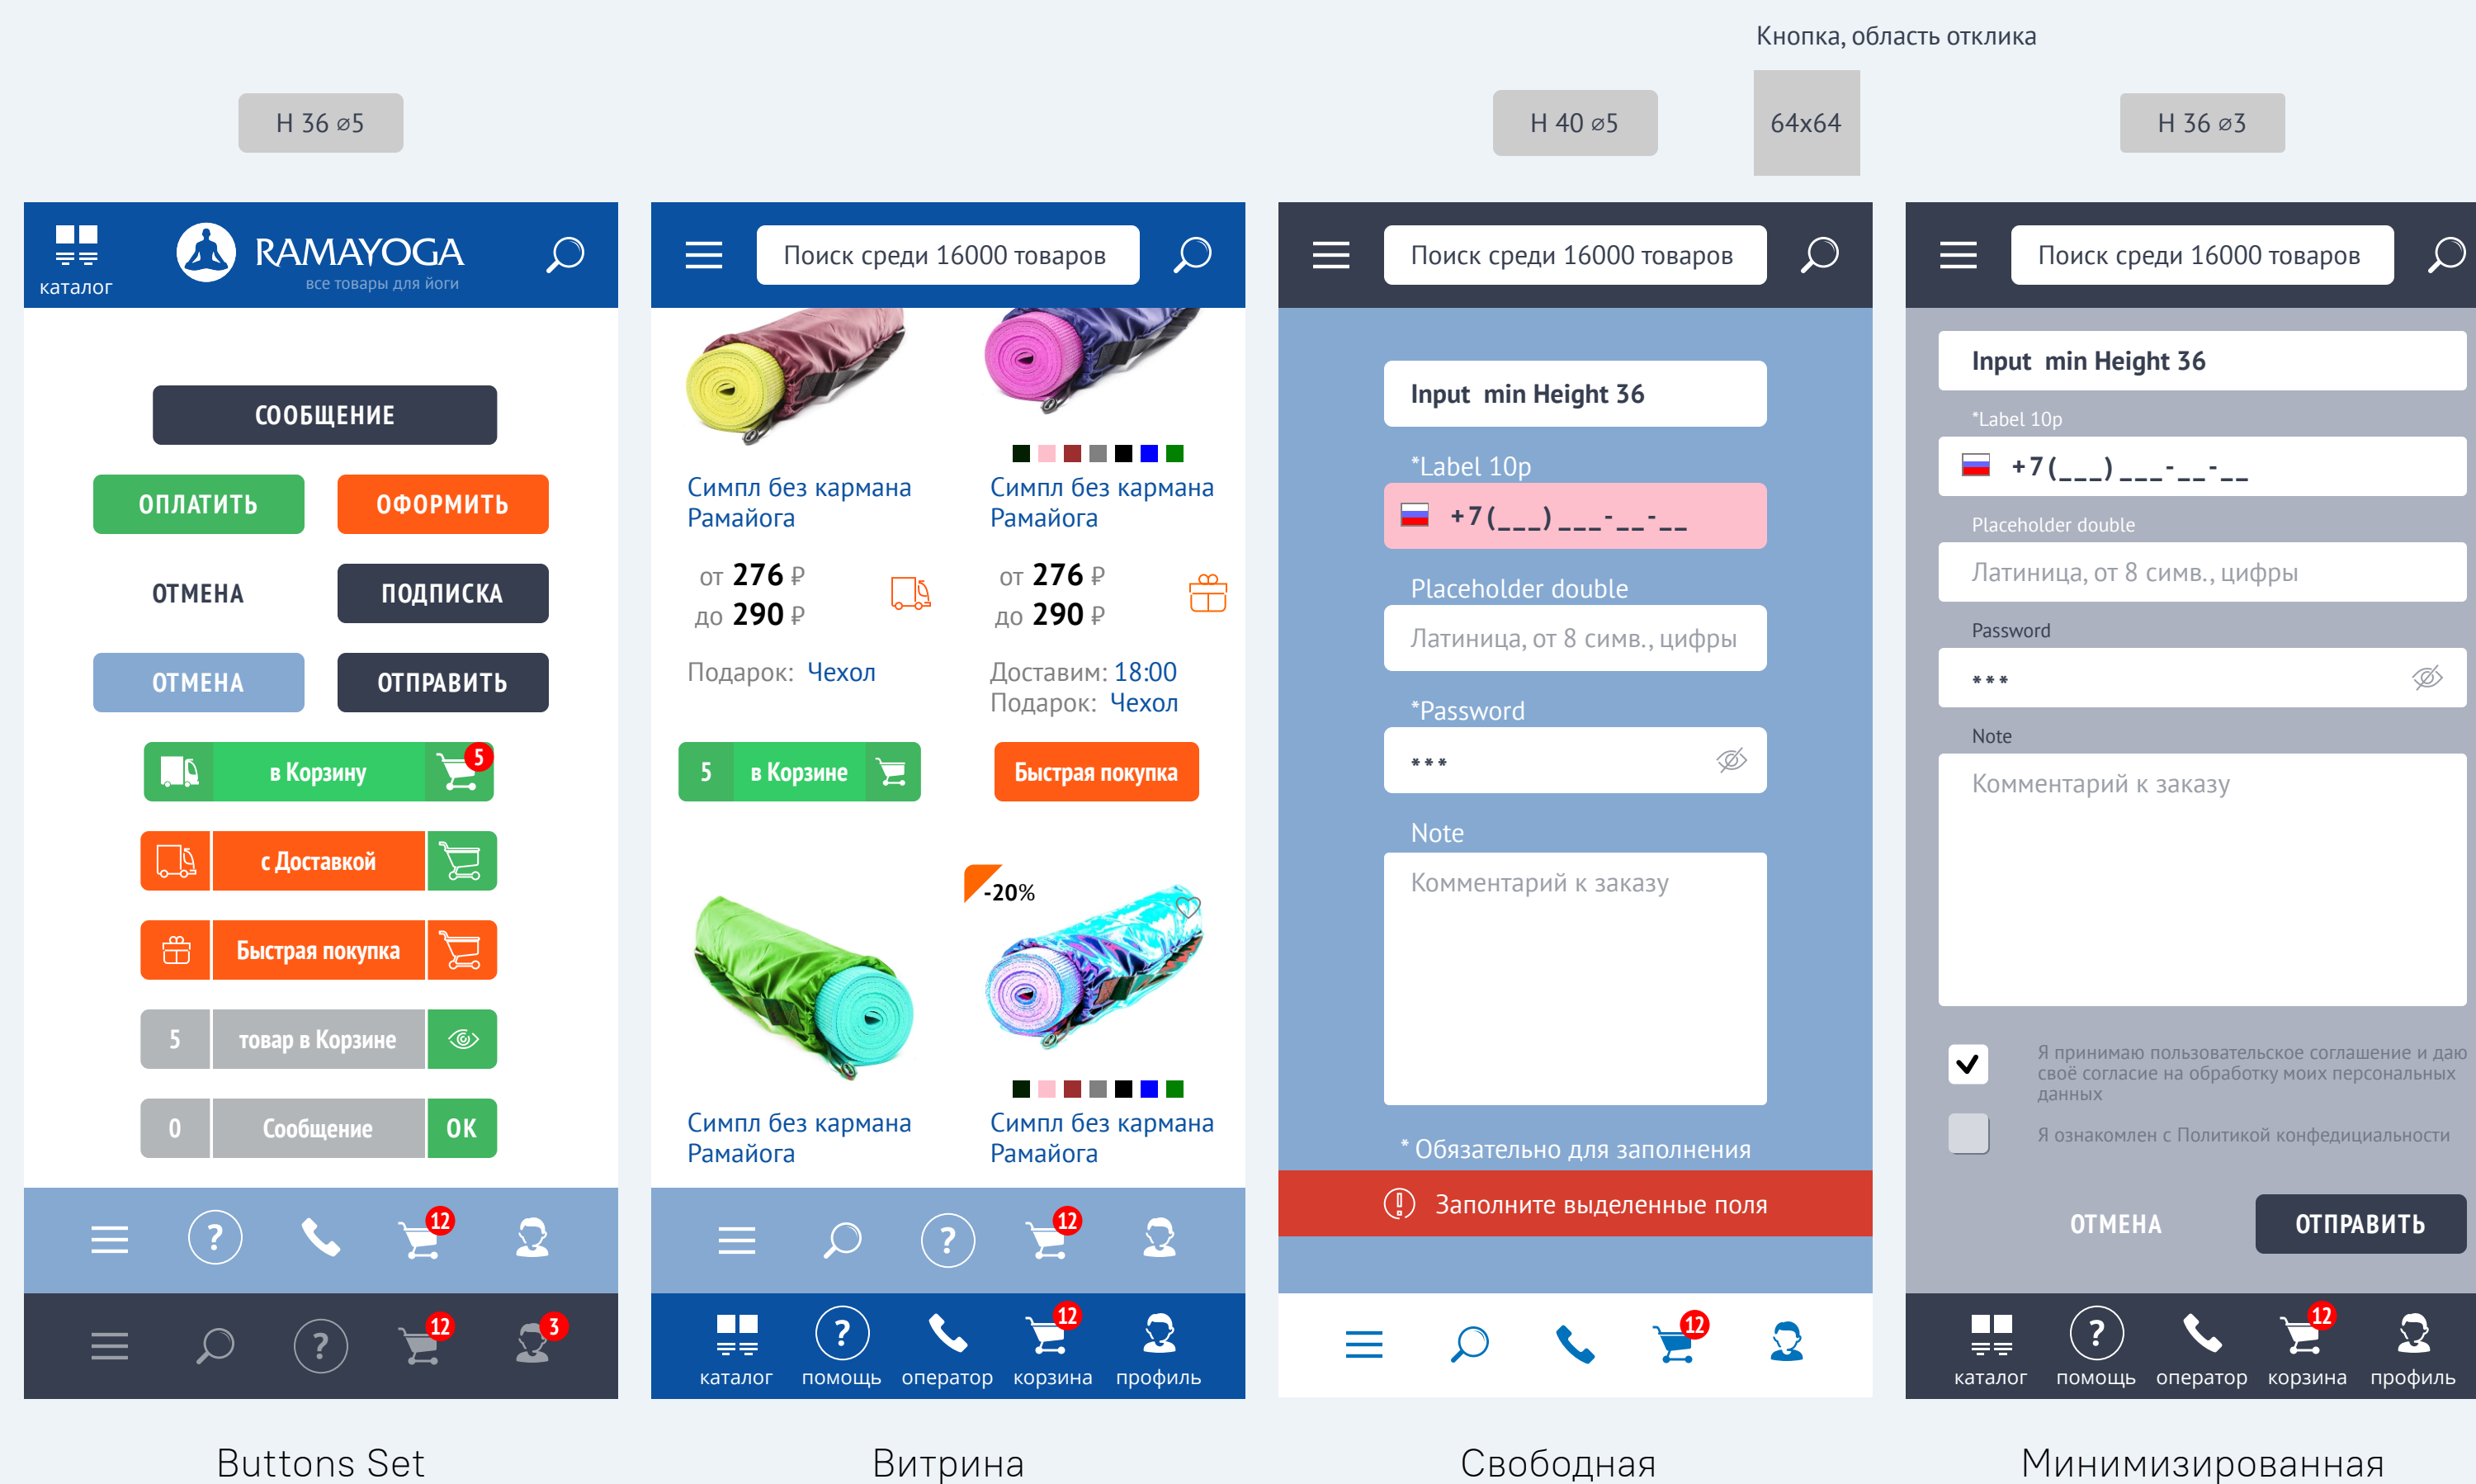 Кнопка, область отклика
H 36 ⌀5
H 40 ⌀5
64x64
H 36 ⌀3
каталог
RAMAYOGA
все товары для йоги
СООБЩЕНИЕ
ОПЛАТИТЬ
ОФОРМИТЬ
ОТМЕНА
ПОДПИСКА
ОТМЕНА
ОТПРАВИТЬ
в Корзину
5
с Доставкой
Быстрая покупка
5
товар в Корзине
0
Сообщение
OK
?
12
?
12
3
Buttons Set
Поиск среди 16000 товаров
Симпл без кармана
Рамайога
от 276 ₽
до 290 ₽
Подарок: Чехол
5
в Корзине
Симпл без кармана
Рамайога
от 276 ₽
до 290 ₽
Доставим: 18:00
Подарок: Чехол
Быстрая покупка
-20%
Симпл без кармана
Рамайога
Симпл без кармана
Рамайога
?
12
?
12
каталог
помощь
оператор
корзина
профиль
Витрина
Поиск среди 16000 товаров
Input min Height 36
*Label 10p
+7(___) ___-__-__
Placeholder double
Латиница, от 8 симв., цифры
*Password
***
Note
Комментарий к заказу
* Обязательно для заполнения
Заполните выделенные поля
12
Свободная
Поиск среди 16000 товаров
Input min Height 36
*Label 10p
+7(___) ___-__-__
Placeholder double
Латиница, от 8 симв., цифры
Password
***
Note
Комментарий к заказу
Я принимаю пользовательское соглашение и даю
своё согласие на обработку моих персональных
данных
Я ознакомлен с Политикой конфедициальности
ОТМЕНА
ОТПРАВИТЬ
?
12
каталог
помощь
оператор
корзина
профиль
Минимизированная